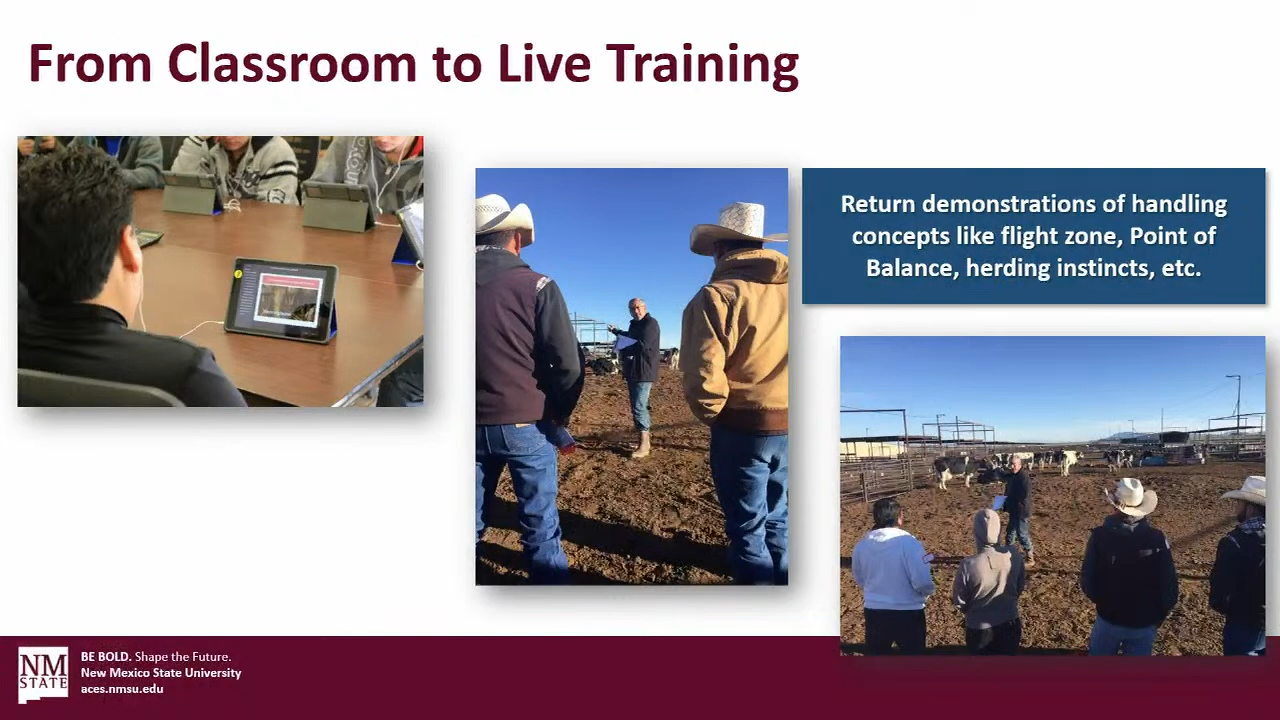 From Classroom to Live Training
Return demonstrations of handling
concepts like flight zone, Point of
Balance, herding instincts, etc.
NM
STATE
BE BOLD. Shape the Future.
New Mexico State University
aces.nmsu.edu